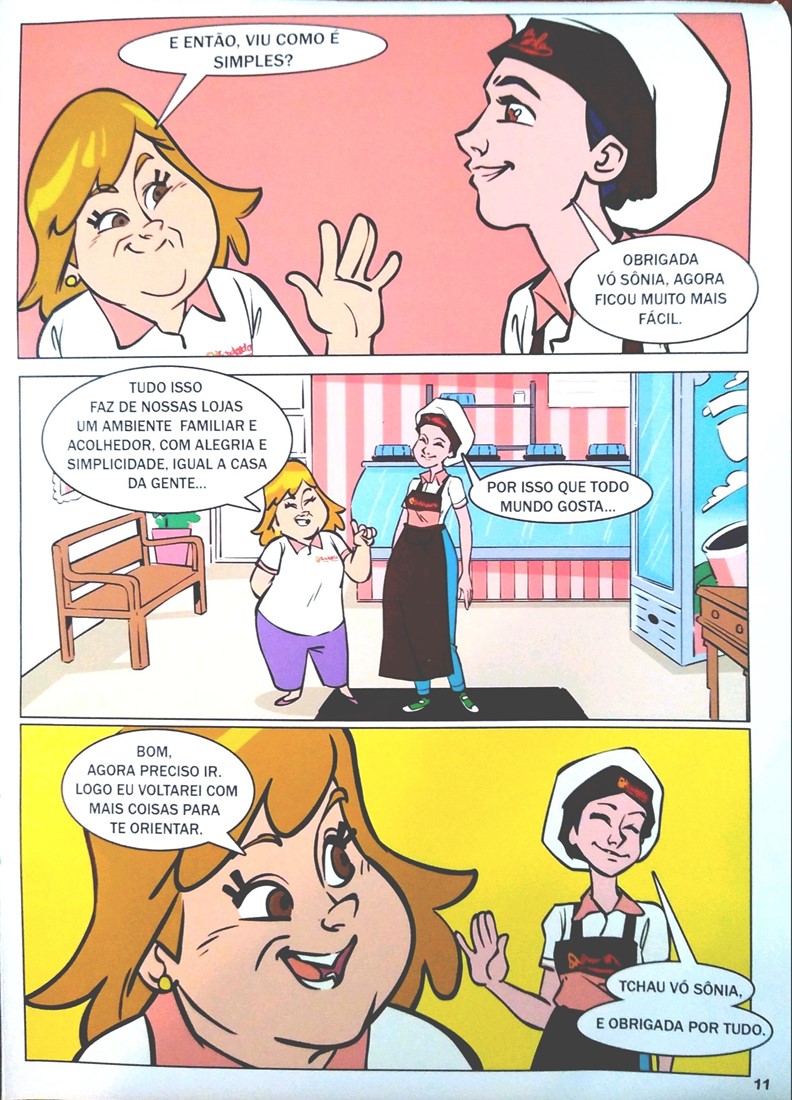 E ENTÃO, VIU COMO É
SIMPLES?
OBRIGADA
VÓ SÔNIA, AGORA
FICOU MUITO MAIS
FÁCIL.
TUDO ISSO
FAZ DE NOSSAS LOJAS
UM AMBIENTE FAMILIAR E
ACOLHEDOR, COM ALEGRIA E
SIMPLICIDADE, IGUAL A CASA
DA GENTE...
POR ISSO QUE TODO
MUNDO GOSTA...
BOM,
AGORA PRECISO IR.
LOGO EU VOLTAREI COM
MAIS COISAS PARA
TE ORIENTAR.
TCHAU VÓ SÔNIA,
E OBRIGADA POR TUDO.
11